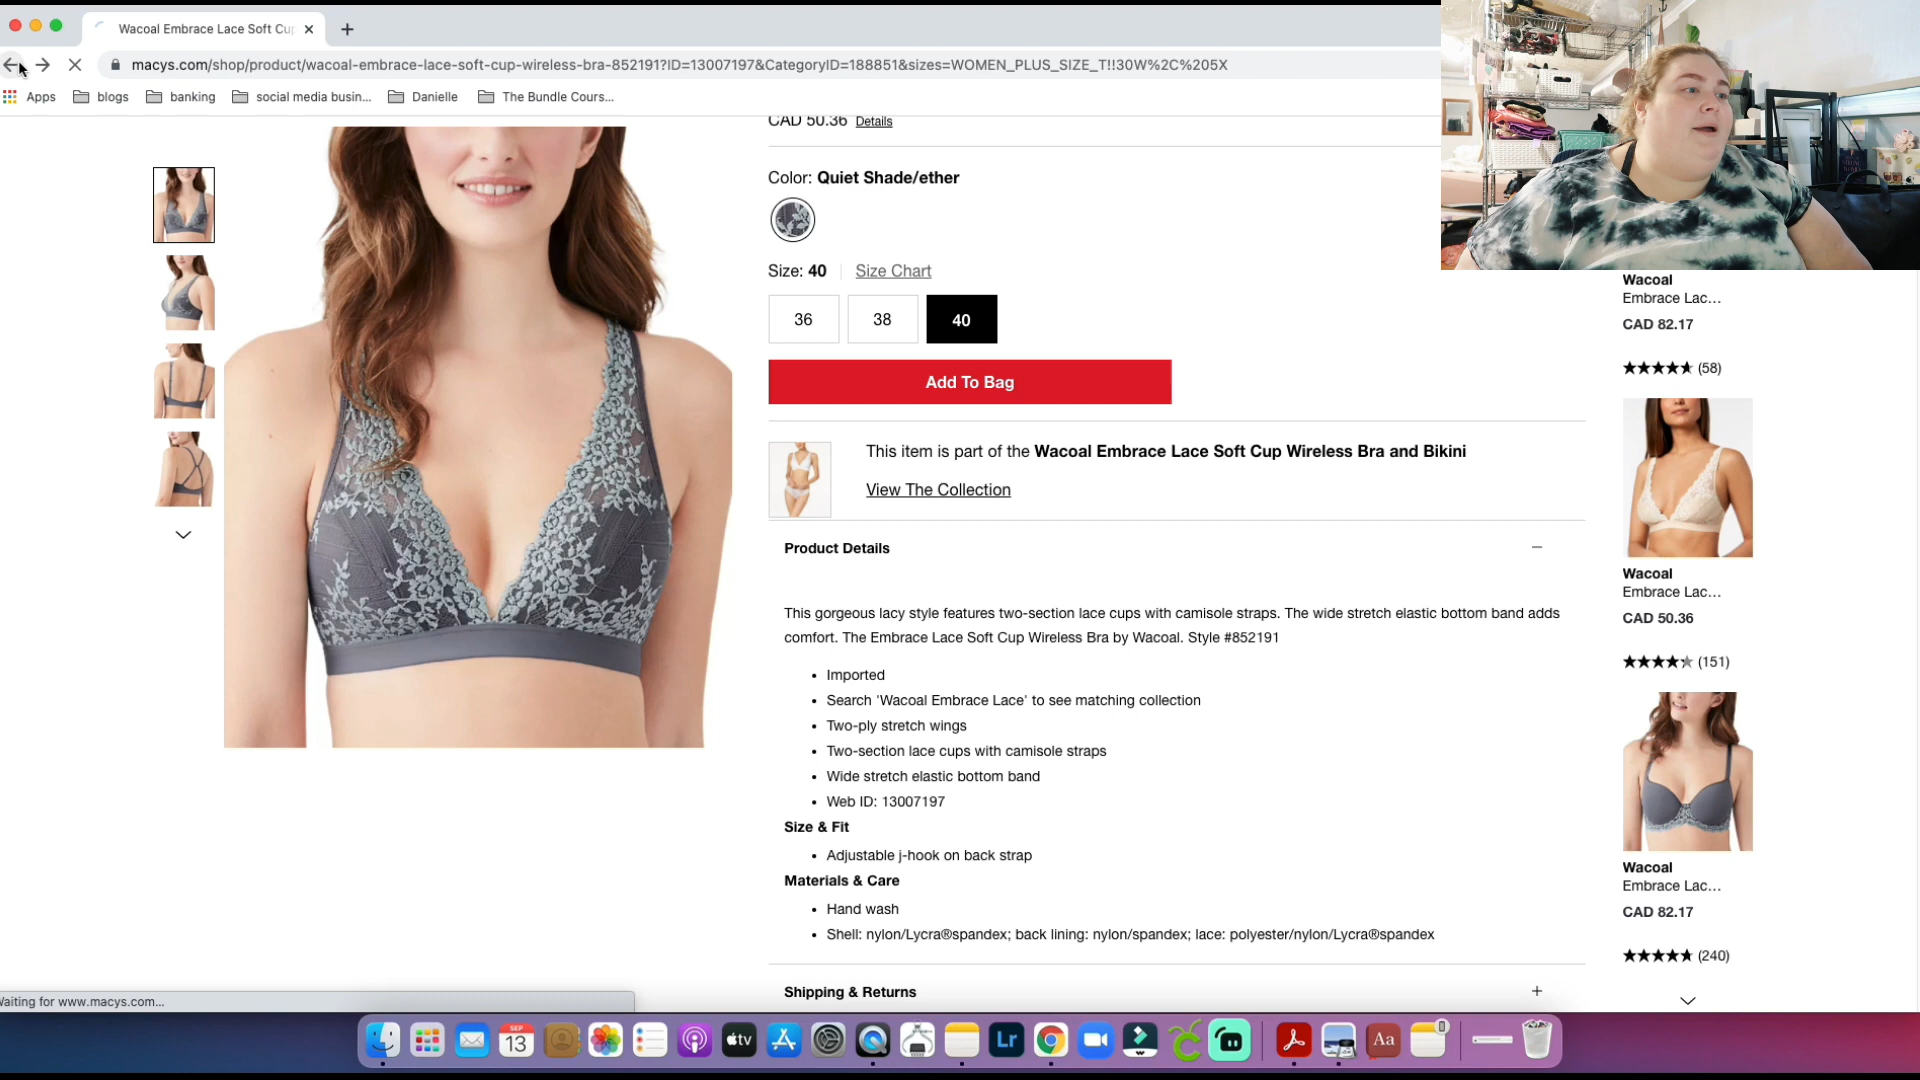 Wacoal Embrace Lace Soft Cup
macys.com/shop/product/wacoal-embrace-lace-soft-cup-wireless-bra-852191?ID=13007197&CategoryID=188851&sizes=WOMEN_PLUS_SIZE_T!!30W%2C%205X
Apps blogs banking social media busin... Danielle The Bundle Cours...
CAD 50.36 Details
Color: Quiet Shade/ether
Size: 40 Size Chart
36 38 40
Add To Bag
This item is part of the Wacoal Embrace Lace Soft Cup Wireless Bra and Bikini
View The Collection
Product Details
This gorgeous lacy style features two-section lace cups with camisole straps. The wide stretch elastic bottom band adds
comfort. The Embrace Lace Soft Cup Wireless Bra by Wacoal. Style #852191
• Imported
• Search 'Wacoal Embrace Lace' to see matching collection
• Two-ply stretch wings
• Two-section lace cups with camisole straps
• Wide stretch elastic bottom band
• Web ID: 13007197
Size & Fit
• Adjustable j-hook on back strap
Materials & Care
• Hand wash
• Shell: nylon/Lycra®spandex; back lining: nylon/spandex; lace: polyester/nylon/Lycra®spandex
Shipping & Returns
Wacoal
Embrace Lac...
CAD 82.17
(58)
Wacoal
Embrace Lac...
CAD 50.36
(151)
Wacoal
Embrace Lac...
CAD 82.17
(240)
Waiting for www.macys.com...
SEP
13
tv
Lr
Aa